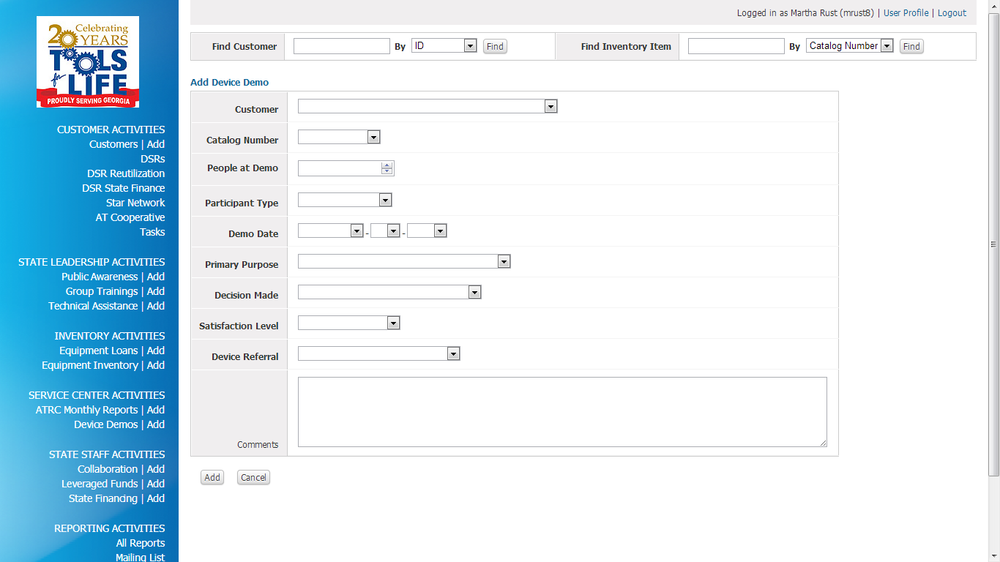 Logged in as Martha Rust (mrust8) | User Profile | Logout
Celebrating
20 YEARS
TOOLS
for LIFE
PROUDLY SERVING GEORGIA
Find Customer By ID Find Find Inventory Item By Catalog Number Find
CUSTOMER ACTIVITIES
Customers | Add
DSRs
DSR Reutilization
DSR State Finance
Star Network
AT Cooperative
Tasks
STATE LEADERSHIP ACTIVITIES
Public Awareness | Add
Group Trainings | Add
Technical Assistance | Add
INVENTORY ACTIVITIES
Equipment Loans | Add
Equipment Inventory | Add
SERVICE CENTER ACTIVITIES
ATRC Monthly Reports | Add
Device Demos | Add
STATE STAFF ACTIVITIES
Collaboration | Add
Leveraged Funds | Add
State Financing | Add
REPORTING ACTIVITIES
All Reports
Mailing List
Add Device Demo
Customer
Catalog Number
People at Demo
Participant Type
Demo Date - -
Primary Purpose
Decision Made
Satisfaction Level
Device Referral
Comments
Add Cancel